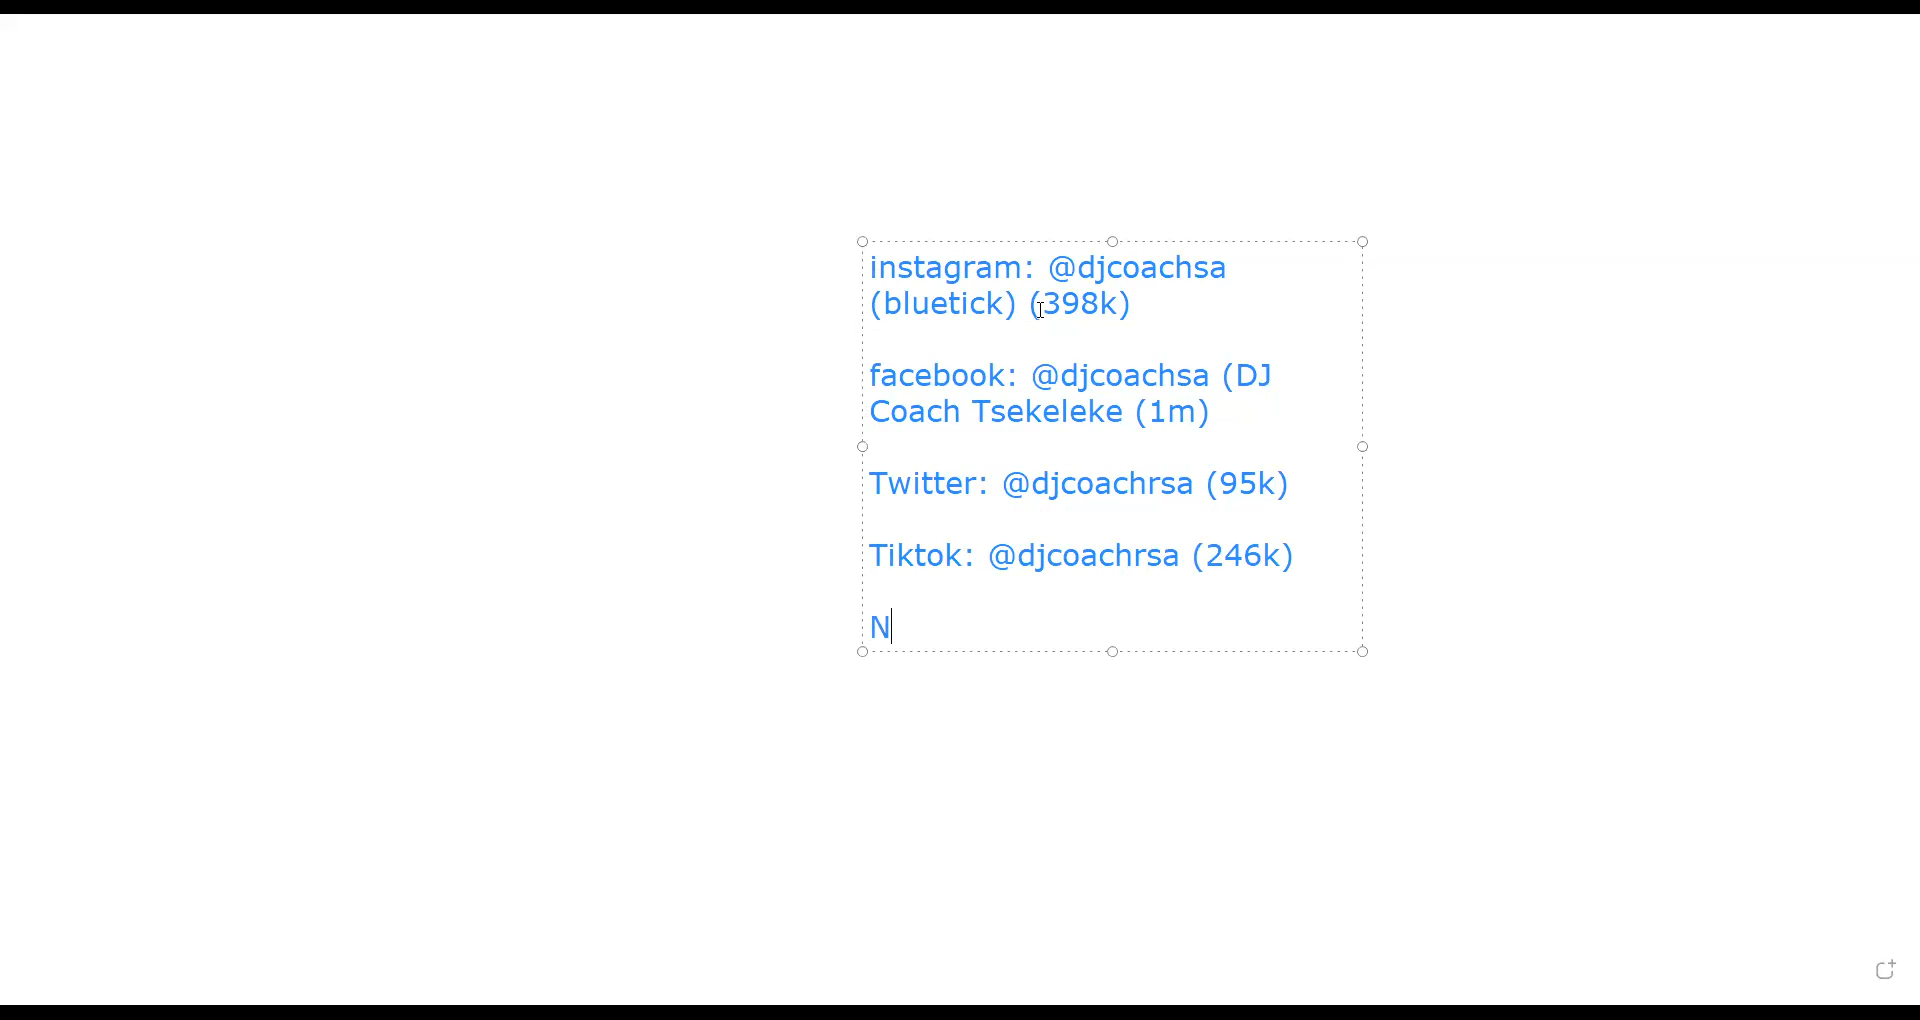 instagram: @djcoachsa
(bluetick) (398k)
facebook: @djcoachsa (DJ
Coach Tsekeleke (1m)
Twitter: @djcoachrsa (95k)
Tiktok: @djcoachrsa (246k)
N